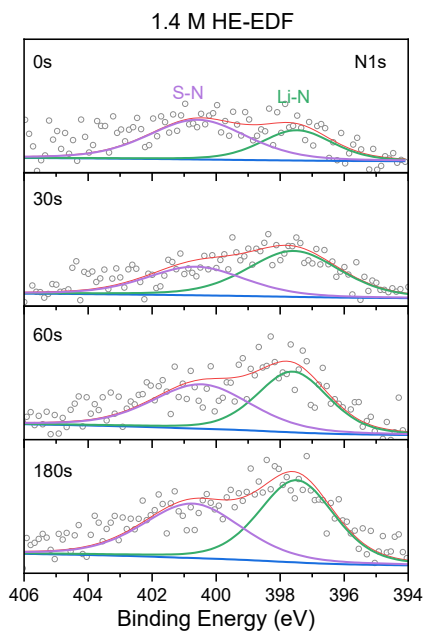 1.4 M HE-EDF
0s
N1s
S-N
Li-N
30s
60s
180s
406 404 402 400 398 396 394
Binding Energy (eV)